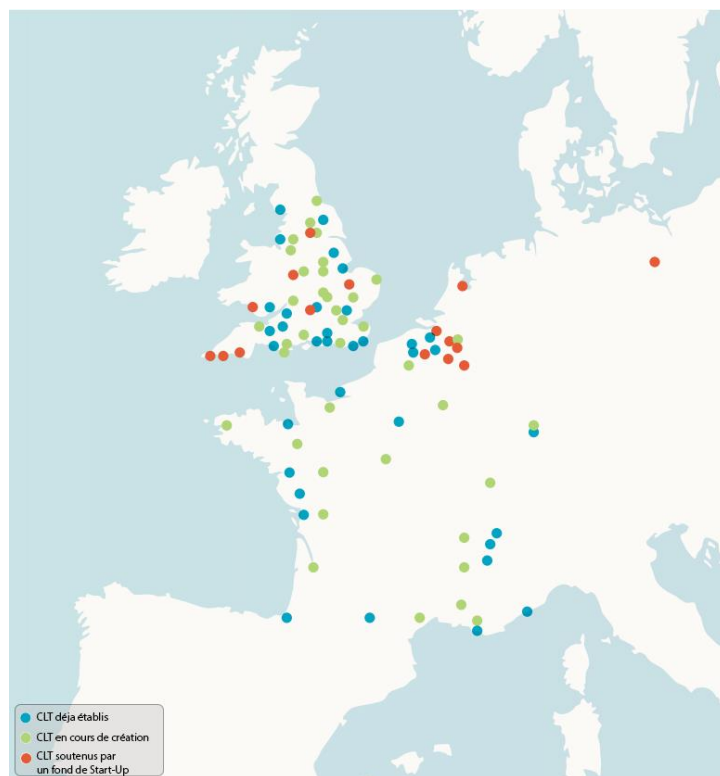 CLT déja établis
CLT en cours de création
CLT soutenus par
un fond de Start-Up